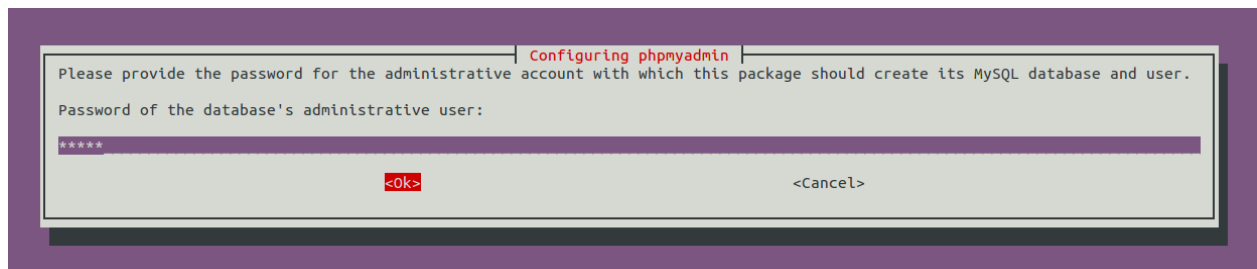 Configuring phpmyadmin
Please provide the password for the administrative account with which this package should create its MySQL database and user.
Password of the database's administrative user:
*****
<Ok> <Cancel>